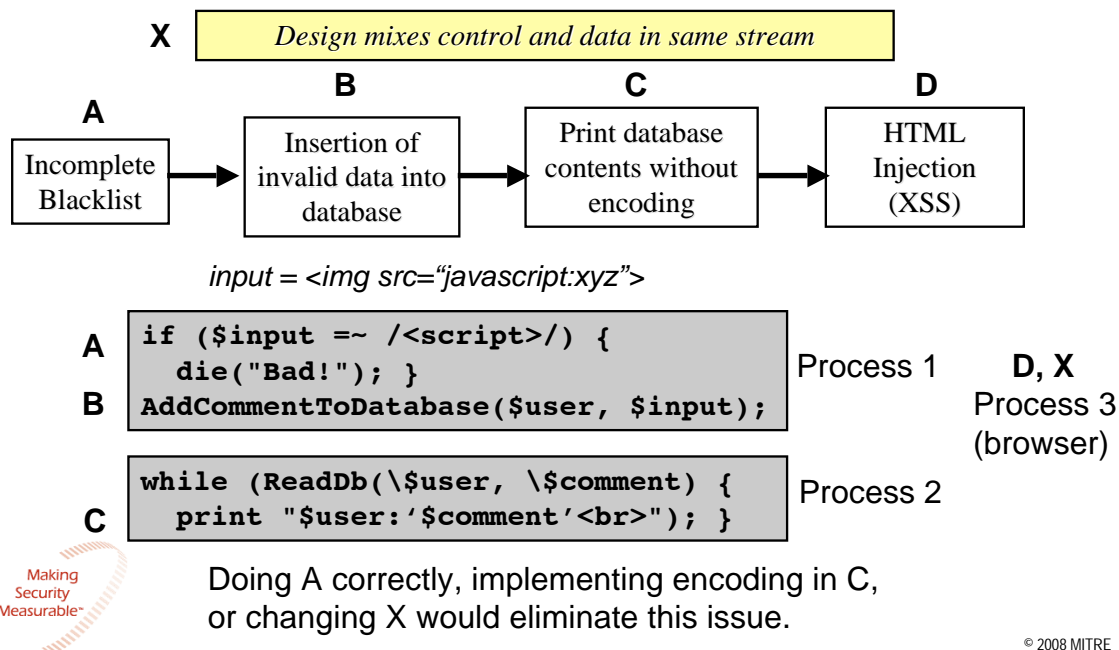 X
Design mixes control and data in same stream
A
B
C
D
Incomplete
Blacklist
Insertion of
invalid data into
database
Print database
contents without
encoding
HTML
Injection
(XSS)
input = <img src=“javascript:xyz”>
A
if ($input =~ /<script>/) {
die("Bad!"); }
B
AddCommentToDatabase($user, $input);
Process 1
D, X
Process 3
(browser)
while (ReadDb(\$user, \$comment) {
C
print "$user:‘$comment’<br>"); }
Process 2
Making
Security
Measurable™
Doing A correctly, implementing encoding in C,
or changing X would eliminate this issue.
© 2008 MITRE